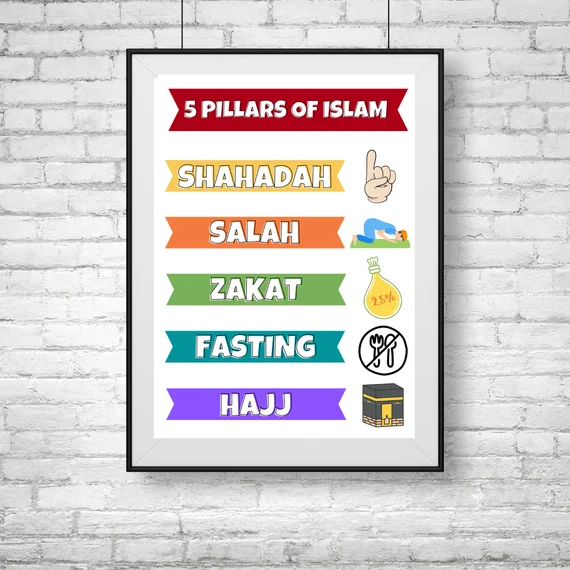 5 PILLARS OF ISLAM
SHAHADAH
SALAH
ZAKAT
2,5%
FASTING
HAJJ